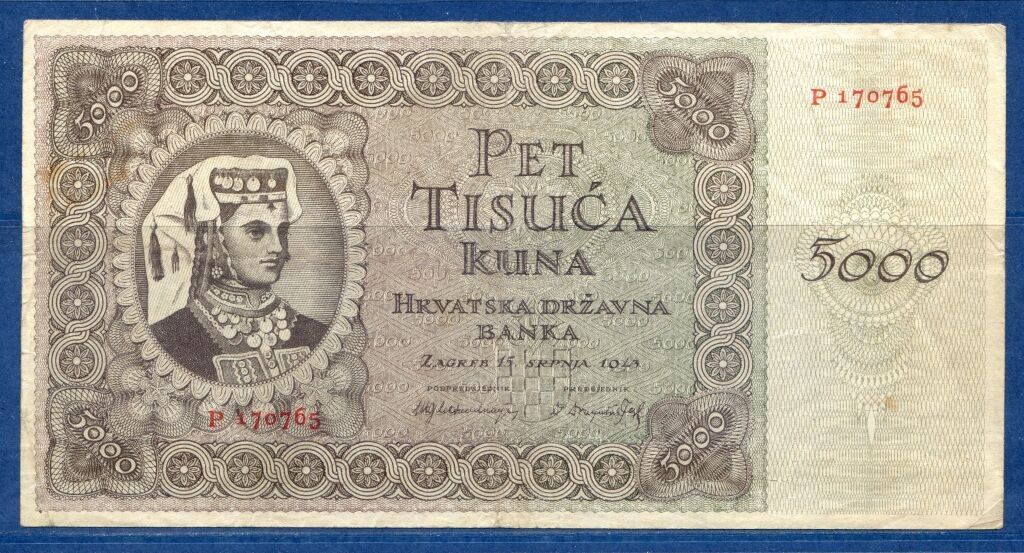 5000
5000
P 170765
PET
TISUĆA
KUNA
5000
HRVATSKA DRŽAVNA
BANKA
ZAGREB 15. SRPNJA 1943.
PODPREDSJEDNIK PREDSJEDNIK
P 170765
5000
5000